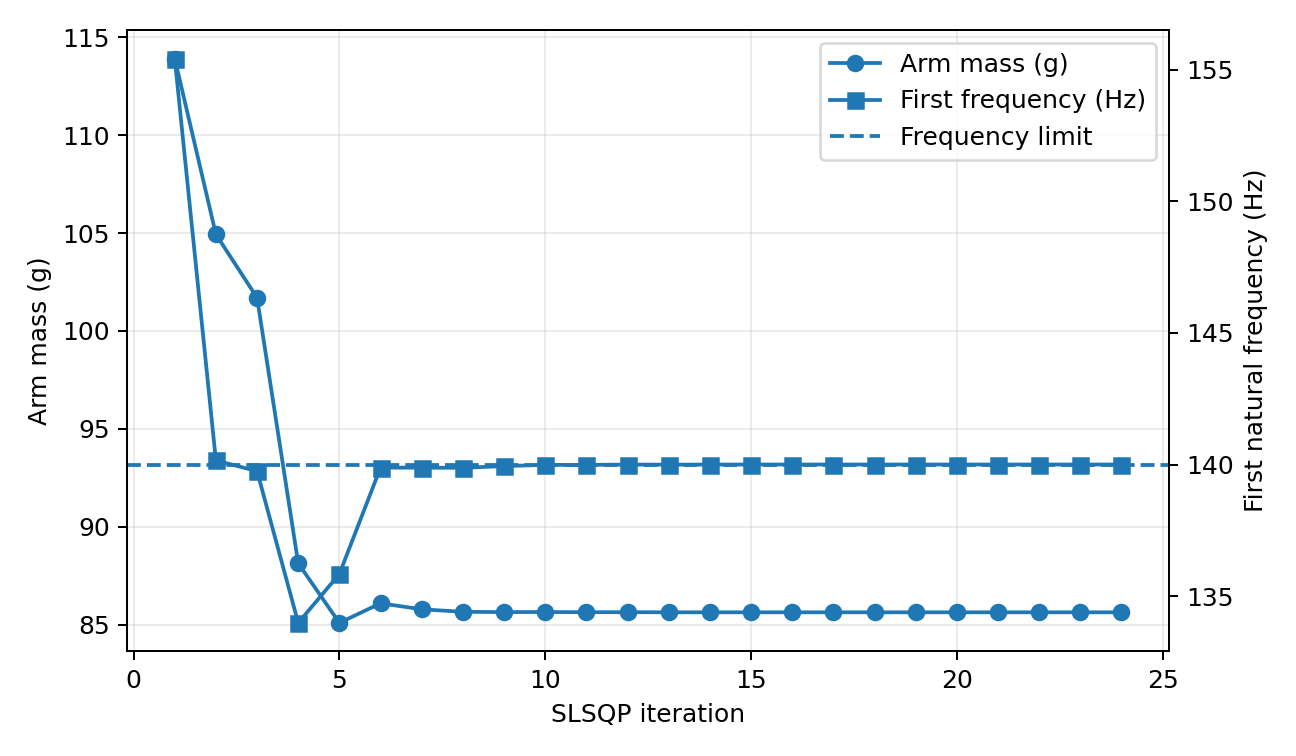 115
110
105
100
95
90
85
Arm mass (g)
155
150
145
140
135
First natural frequency (Hz)
Arm mass (g)
First frequency (Hz)
Frequency limit
0 5 10 15 20 25
SLSQP iteration